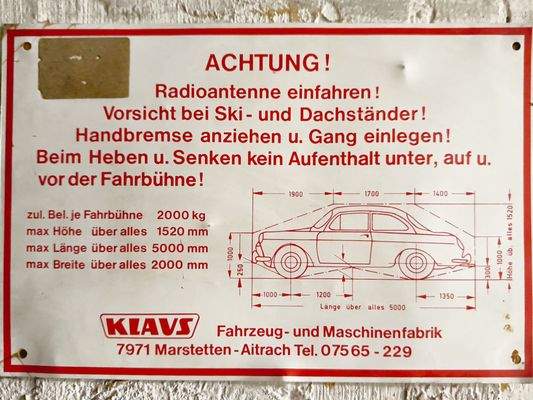 ACHTUNG!
Radioantenne einfahren!
Vorsicht bei Ski- und Dachständer!
Handbremse anziehen u. Gang einlegen!
Beim Heben u. Senken kein Aufenthalt unter, auf u.
vor der Fahrbühne!
zul. Bel. je Fahrbühne 2000 kg
max Höhe über alles 1520 mm
max Länge über alles 5000 mm
max Breite über alles 2000 mm
1900 1700 1400
1000
250
300
1000
Höhe üb. alles 1520
1000 1200 1350
Länge über alles 5000
KLAUS Fahrzeug- und Maschinenfabrik
7971 Marstetten-Aitrach Tel. 07565-229